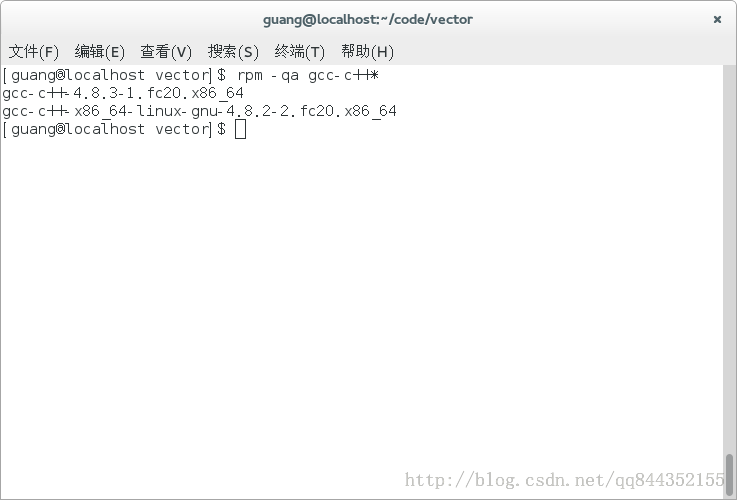 guang@localhost:~/code/vector
文件(F) 编辑(E) 查看(V) 搜索(S) 终端(T) 帮助(H)
[guang@localhost vector]$ rpm -qa gcc-c++*
gcc-c++-4.8.3-1.fc20.x86_64
gcc-c++-x86_64-linux-gnu-4.8.2-2.fc20.x86_64
[guang@localhost vector]$
http://blog.csdn.net/qq844352155